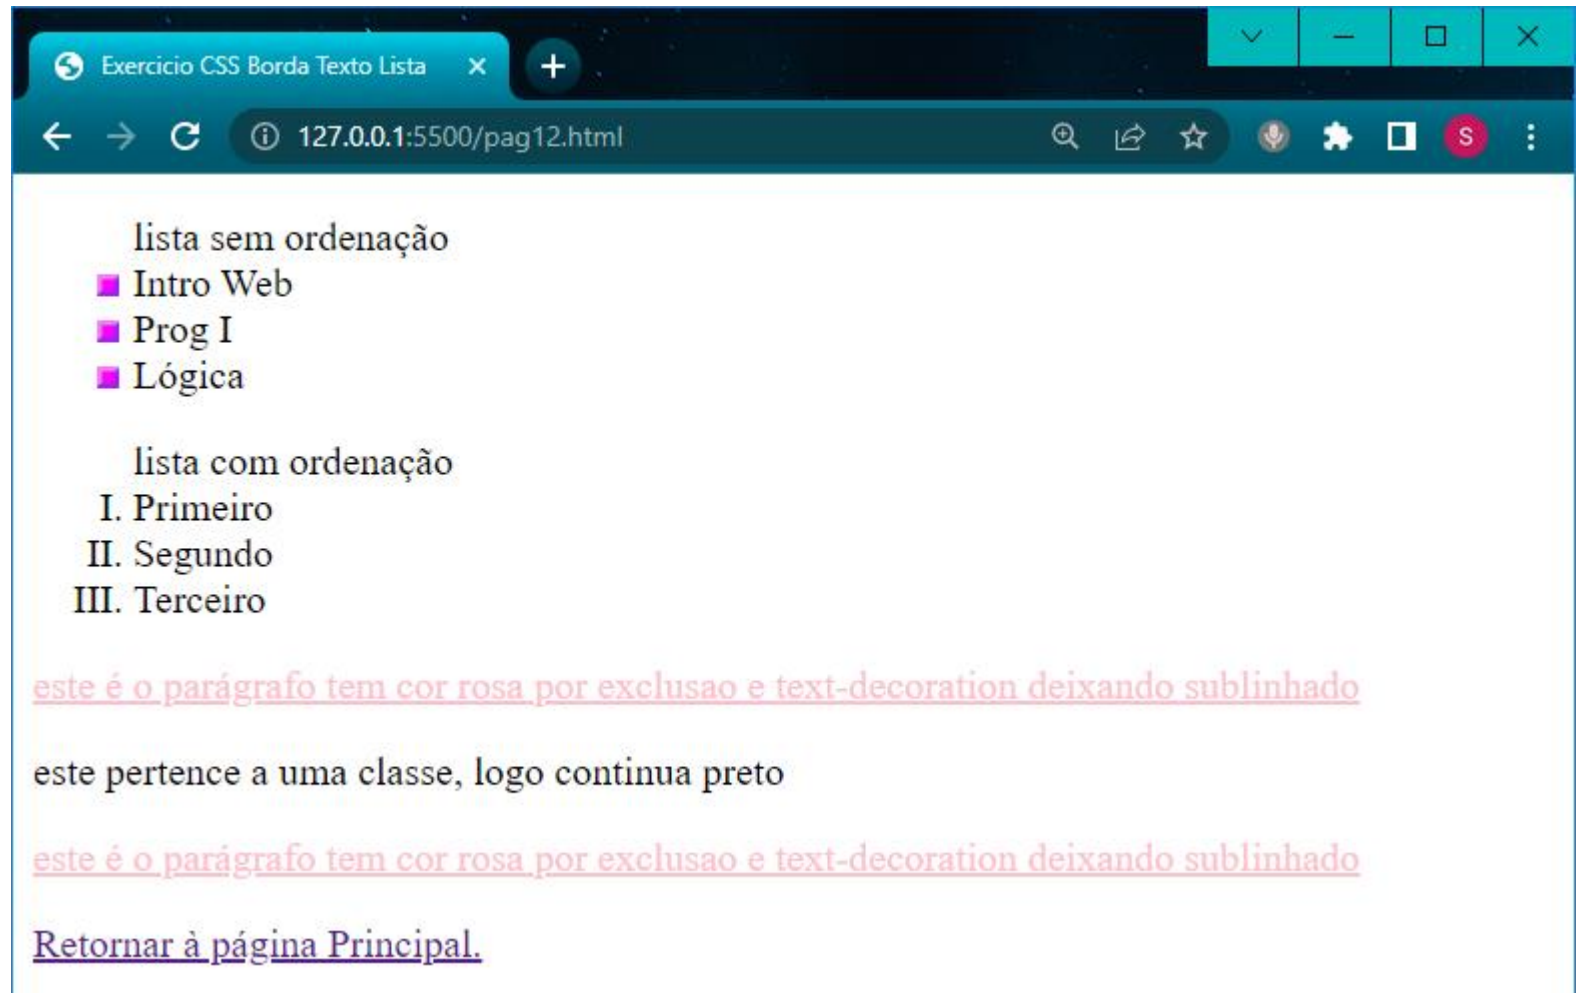 Exercicio CSS Borda Texto Lista
127.0.0.1:5500/pag12.html
S
lista sem ordenação
Intro Web
Prog I
Lógica
lista com ordenação
I. Primeiro
II. Segundo
III. Terceiro
este é o parágrafo tem cor rosa por exclusao e text-decoration deixando sublinhado
este pertence a uma classe, logo continua preto
este é o parágrafo tem cor rosa por exclusao e text-decoration deixando sublinhado
Retornar à página Principal.